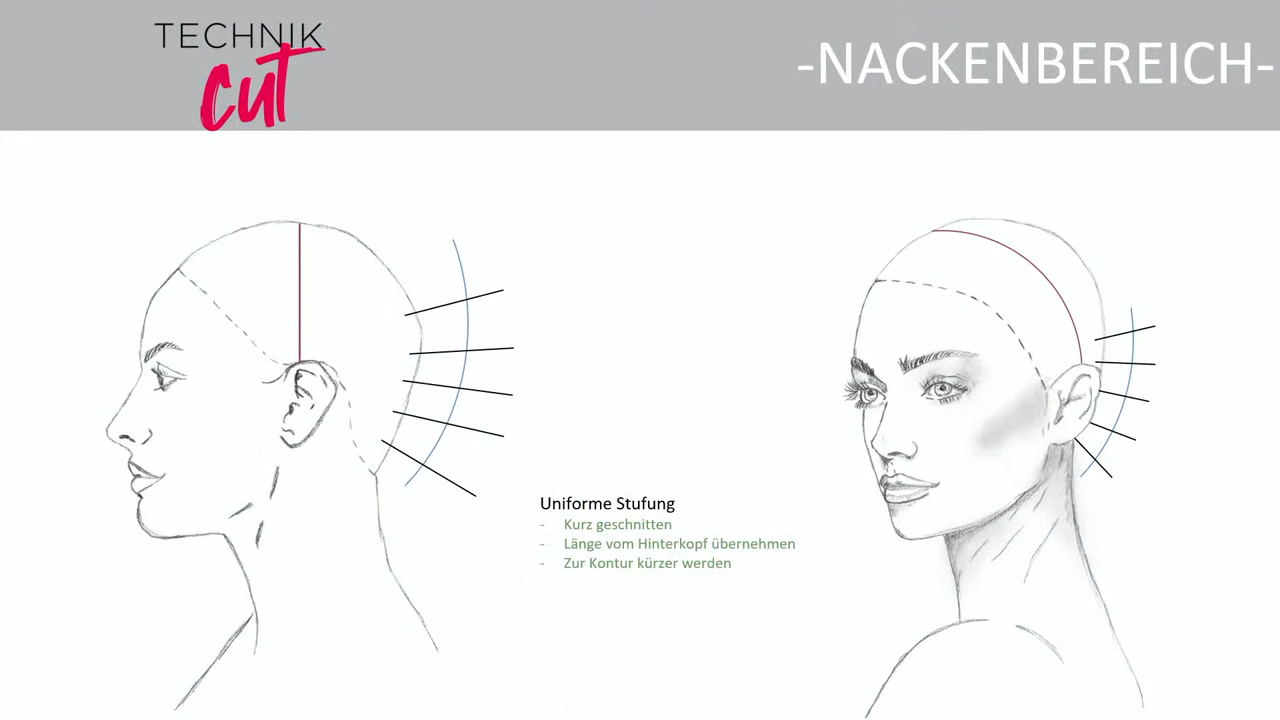 TECHNIK
cut
-NACKENBEREICH-
Uniforme Stufung
- Kurz geschnitten
- Länge vom Hinterkopf übernehmen
- Zur Kontur kürzer werden